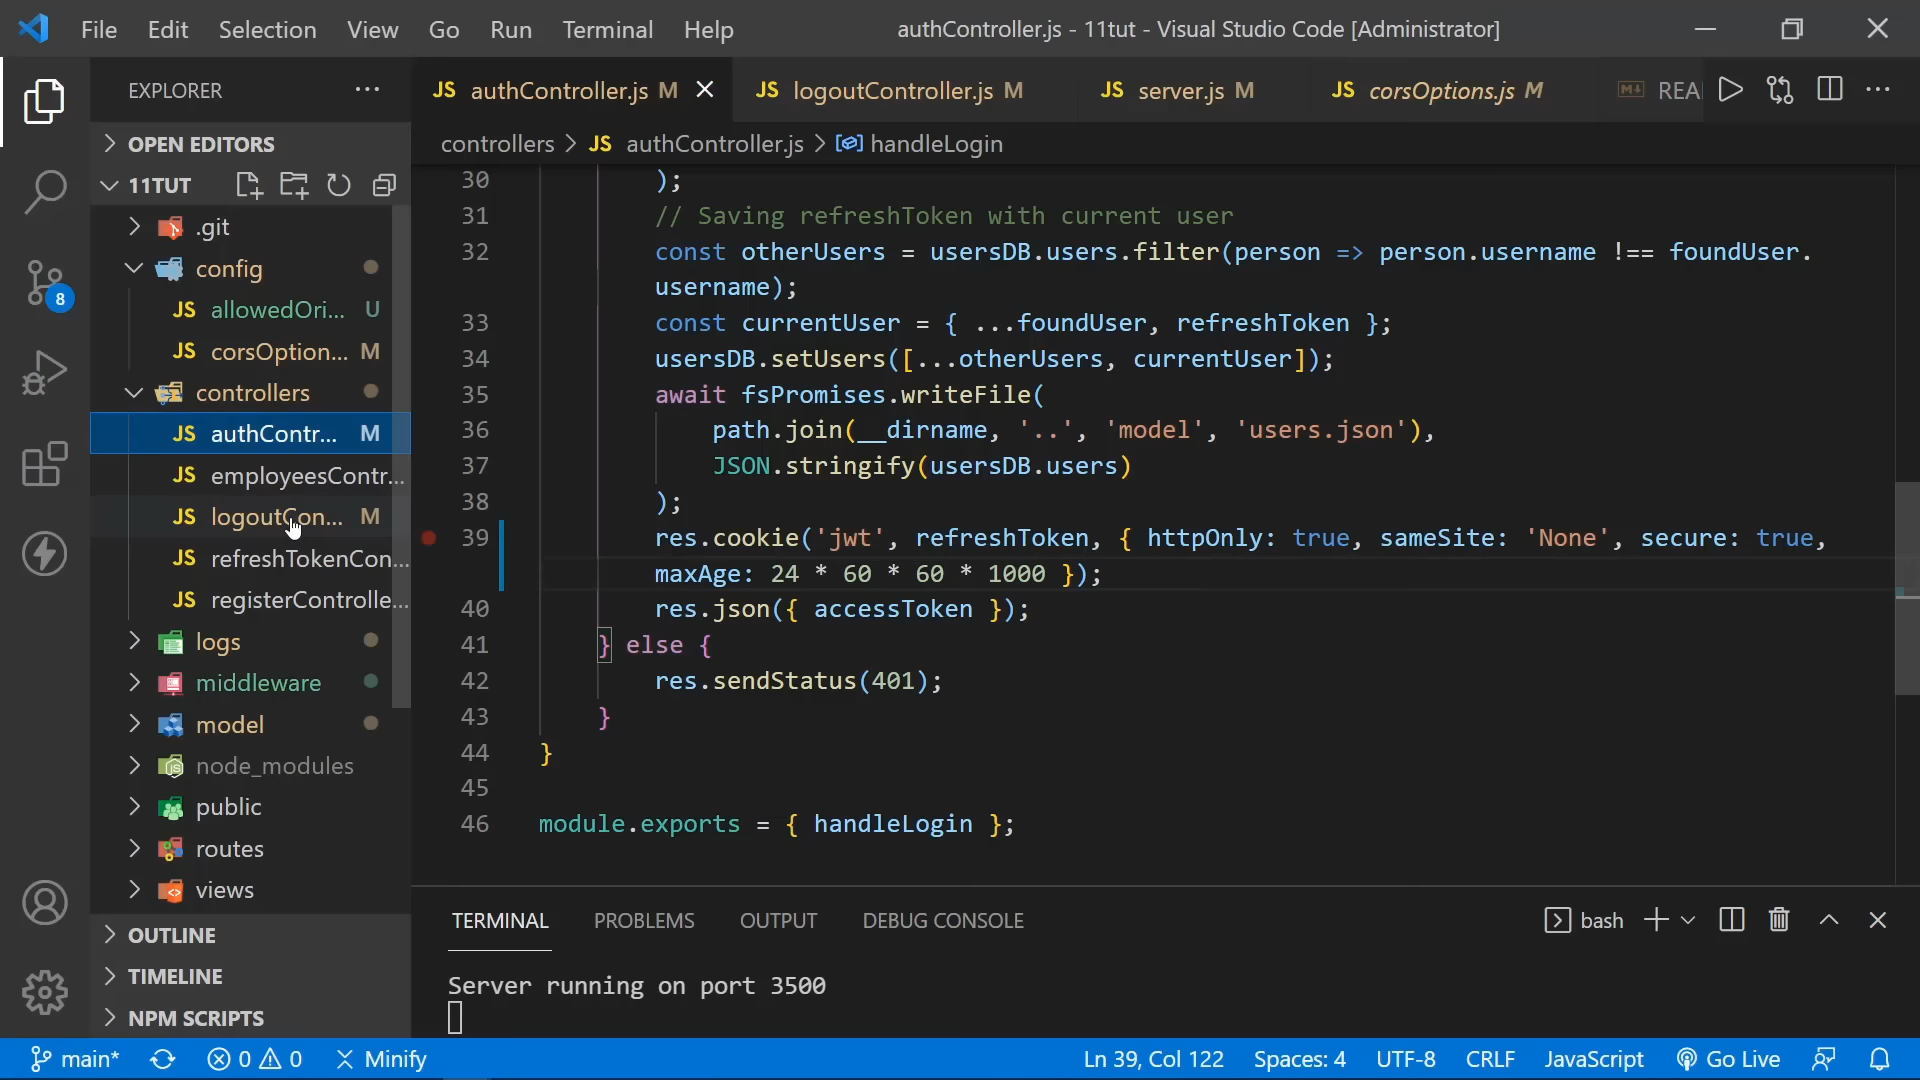 File Edit Selection View Go Run Terminal Help
authController.js - 11tut - Visual Studio Code [Administrator]
EXPLORER
JS authController.js M
JS logoutController.js M
JS server.js M
JS corsOptions.js M
REA
controllers > JS authController.js > handleLogin
OPEN EDITORS
11TUT
.git
config
JS allowedOri... U
JS corsOption... M
controllers
JS authContr... M
JS employeesContr...
JS logoutCon... M
JS refreshTokenCon...
JS registerControlle...
logs
middleware
model
node_modules
public
routes
views
OUTLINE
TIMELINE
NPM SCRIPTS
8
30 );
31 // Saving refreshToken with current user
32 const otherUsers = usersDB.users.filter(person => person.username !== foundUser.
username);
33 const currentUser = { ...foundUser, refreshToken };
34 usersDB.setUsers([...otherUsers, currentUser]);
35 await fsPromises.writeFile(
36 path.join(__dirname, '..', 'model', 'users.json'),
37 JSON.stringify(usersDB.users)
38 );
39 res.cookie('jwt', refreshToken, { httpOnly: true, sameSite: 'None', secure: true,
maxAge: 24 * 60 * 60 * 1000 });
40 res.json({ accessToken });
41 } else {
42 res.sendStatus(401);
43 }
44 }
45
46 module.exports = { handleLogin };
TERMINAL PROBLEMS OUTPUT DEBUG CONSOLE
bash
Server running on port 3500
main* 0 0 Minify
Ln 39, Col 122 Spaces: 4 UTF-8 CRLF JavaScript Go Live